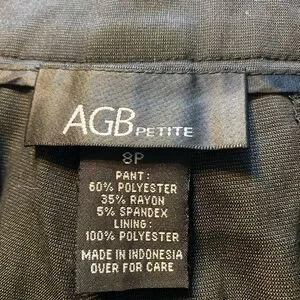 AGB PETITE
8P
PANT:
60% POLYESTER
35% RAYON
5% SPANDEX
LINING:
100% POLYESTER
MADE IN INDONESIA
OVER FOR CARE